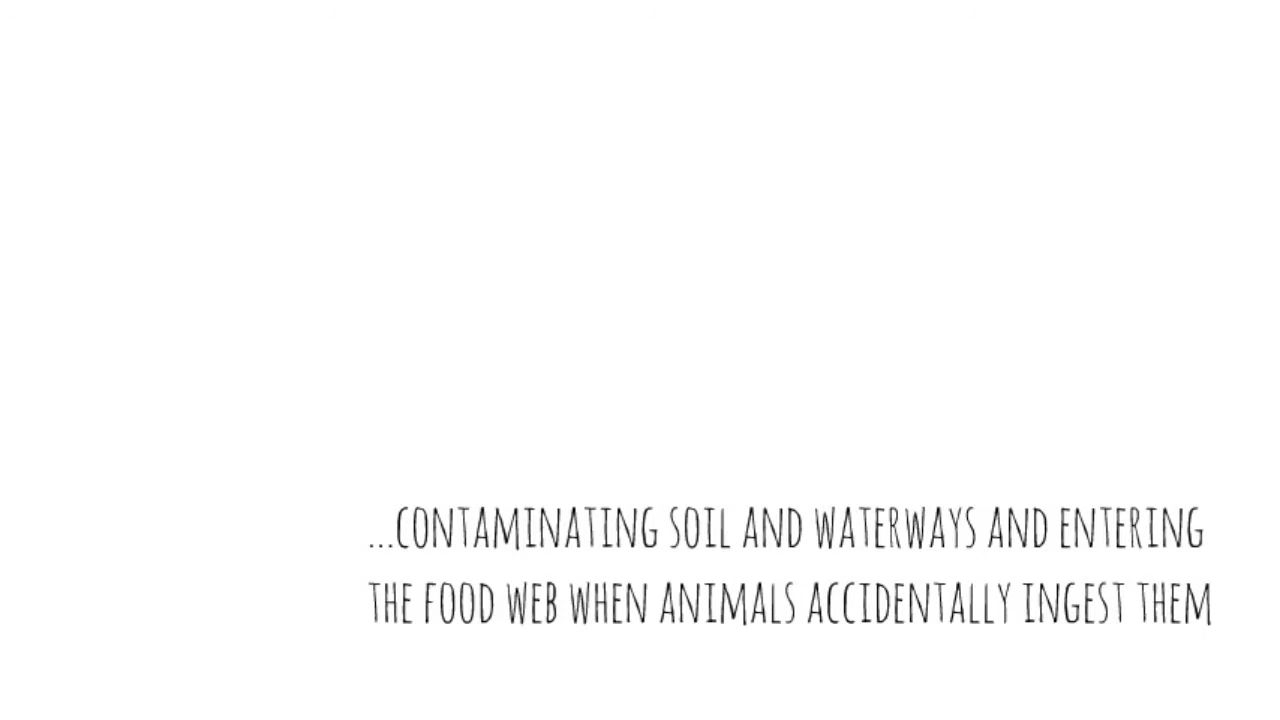 ...CONTAMINATING SOIL AND WATERWAYS AND ENTERING
THE FOOD WEB WHEN ANIMALS ACCIDENTALLY INGEST THEM